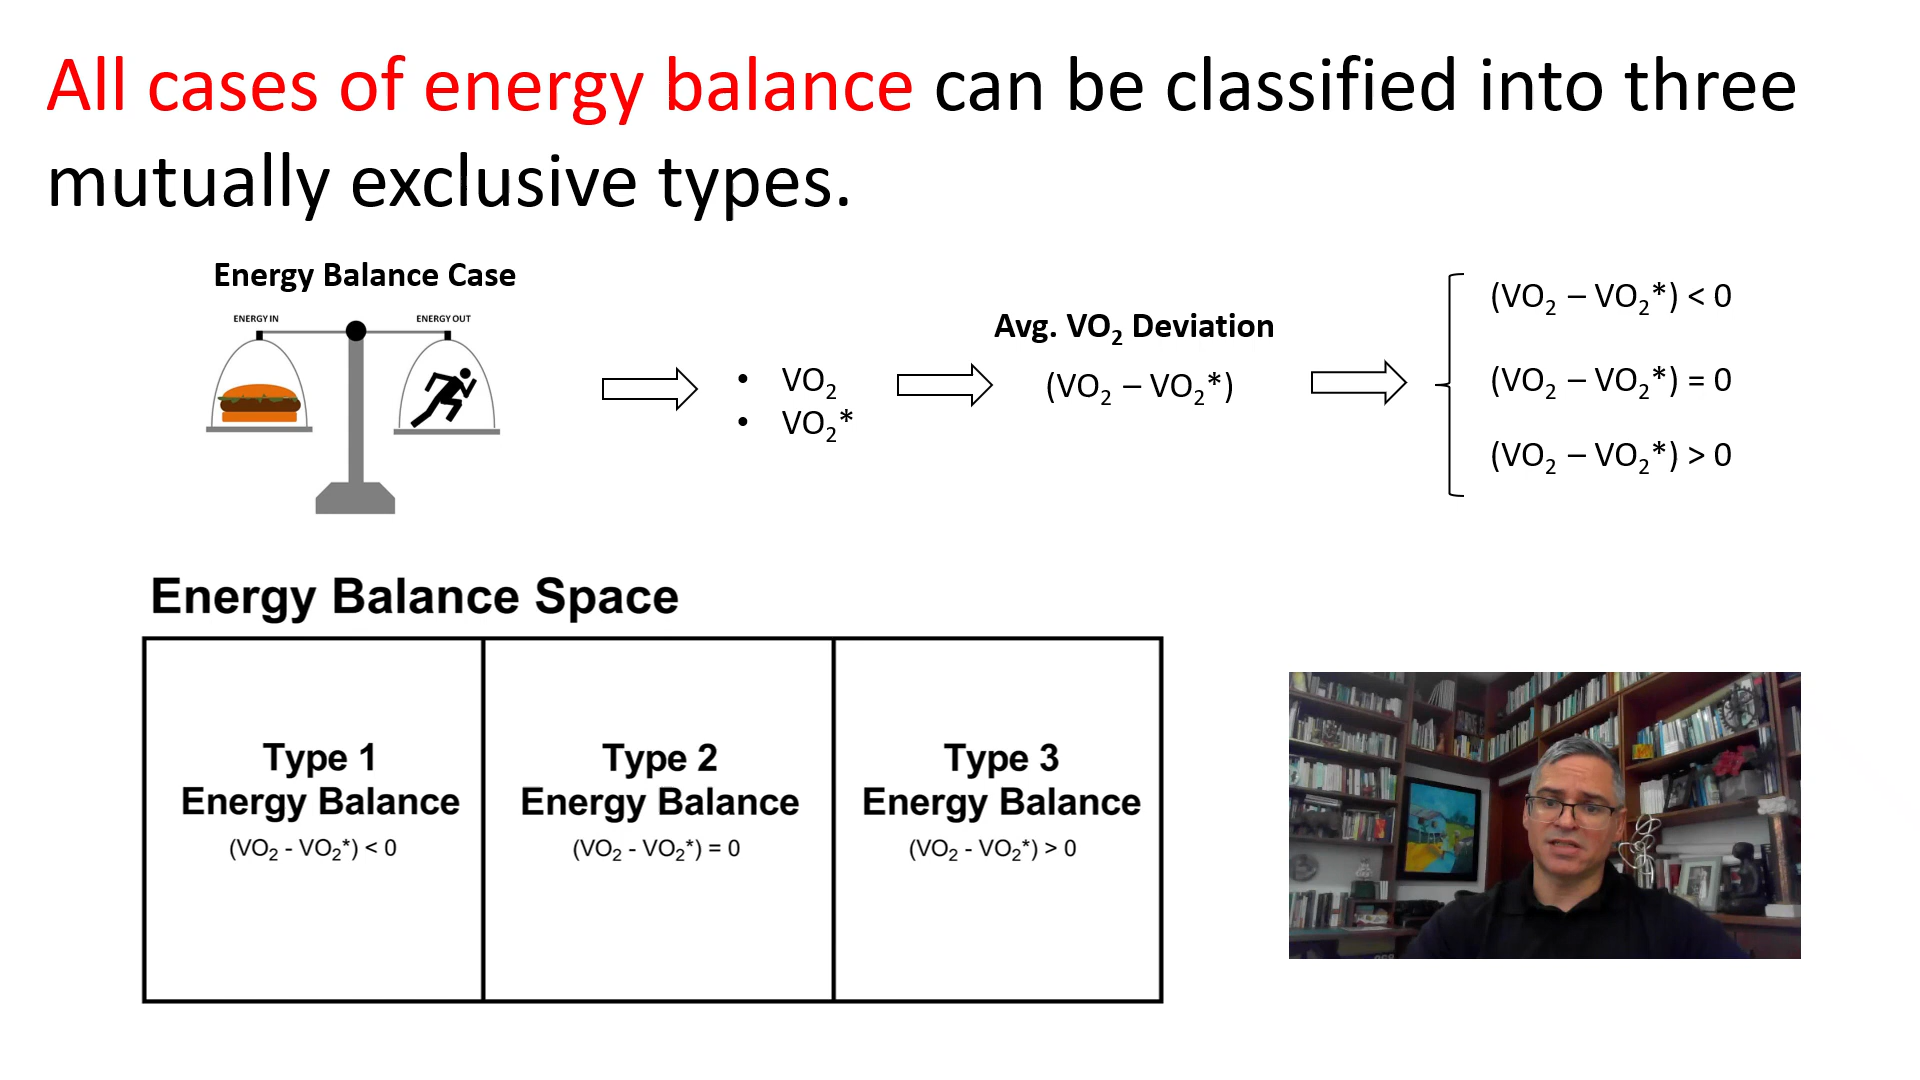 All cases of energy balance can be classified into three
mutually exclusive types.
Energy Balance Case
ENERGY IN
ENERGY OUT
• VO₂
• VO₂*
Avg. VO₂ Deviation
(VO₂ – VO₂*)
(VO₂ – VO₂*) < 0
(VO₂ – VO₂*) = 0
(VO₂ – VO₂*) > 0
Energy Balance Space
Type 1
Energy Balance
(VO₂ - VO₂*) < 0
Type 2
Energy Balance
(VO₂ - VO₂*) = 0
Type 3
Energy Balance
(VO₂ - VO₂*) > 0